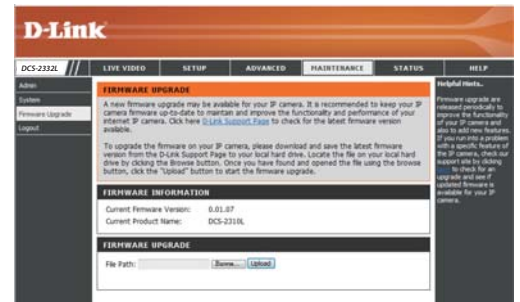 D-Link
DCS-2332L
LIVE VIDEO
SETUP
ADVANCED
MAINTENANCE
STATUS
HELP
Admin
System
Firmware Upgrade
Logout
FIRMWARE UPGRADE
A new firmware upgrade may be available for your IP camera. It is recommended to keep your IP
camera firmware up-to-date to maintain and improve the functionality and performance of your
internet IP camera. Click here D-Link Support Page to check for the latest firmware version
available.
To upgrade the firmware on your IP camera, please download and save the latest firmware
version from the D-Link Support Page to your local hard drive. Locate the file on your local hard
drive by clicking the Browse button. Once you have found and opened the file using the browse
button, click the "Upload" button to start the firmware upgrade.
FIRMWARE INFORMATION
Current Firmware Version: 0.01.07
Current Product Name: DCS-2310L
FIRMWARE UPGRADE
File Path:
Browse...
Upload
Helpful Hints..
Firmware upgrade are
released periodically to
improve the functionality
of your IP camera and
also to add new features.
If you run into a problem
with a specific feature of
the IP camera, check our
support site by clicking
to check for an
upgrade and see if
updated firmware is
available for your IP
camera.